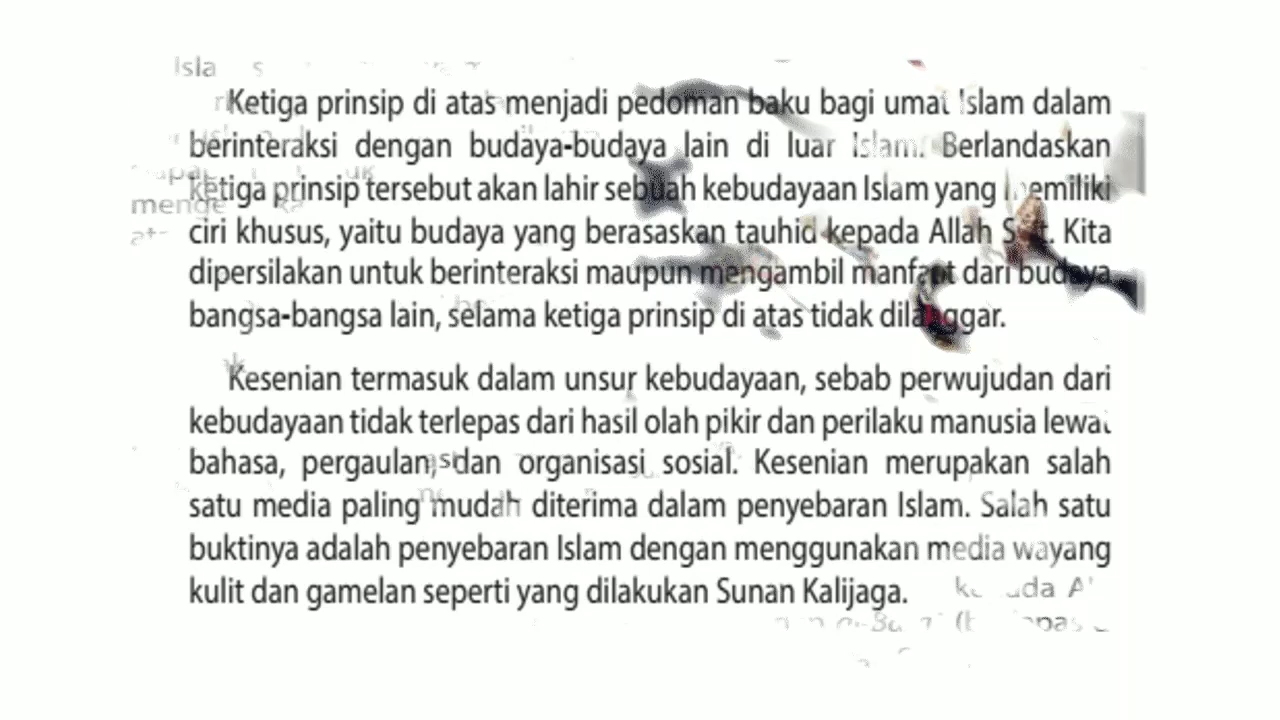 Ketiga prinsip di atas menjadi pedoman baku bagi umat Islam dalam
berinteraksi dengan budaya-budaya lain di luar Islam. Berlandaskan
ketiga prinsip tersebut akan lahir sebuah kebudayaan Islam yang memiliki
ciri khusus, yaitu budaya yang berasaskan tauhid kepada Allah Swt. Kita
dipersilakan untuk berinteraksi maupun mengambil manfaat dari budaya
bangsa-bangsa lain, selama ketiga prinsip di atas tidak dilanggar.
Kesenian termasuk dalam unsur kebudayaan, sebab perwujudan dari
kebudayaan tidak terlepas dari hasil olah pikir dan perilaku manusia lewat
bahasa, pergaulan, dan organisasi sosial. Kesenian merupakan salah
satu media paling mudah diterima dalam penyebaran Islam. Salah satu
buktinya adalah penyebaran Islam dengan menggunakan media wayang
kulit dan gamelan seperti yang dilakukan Sunan Kalijaga.